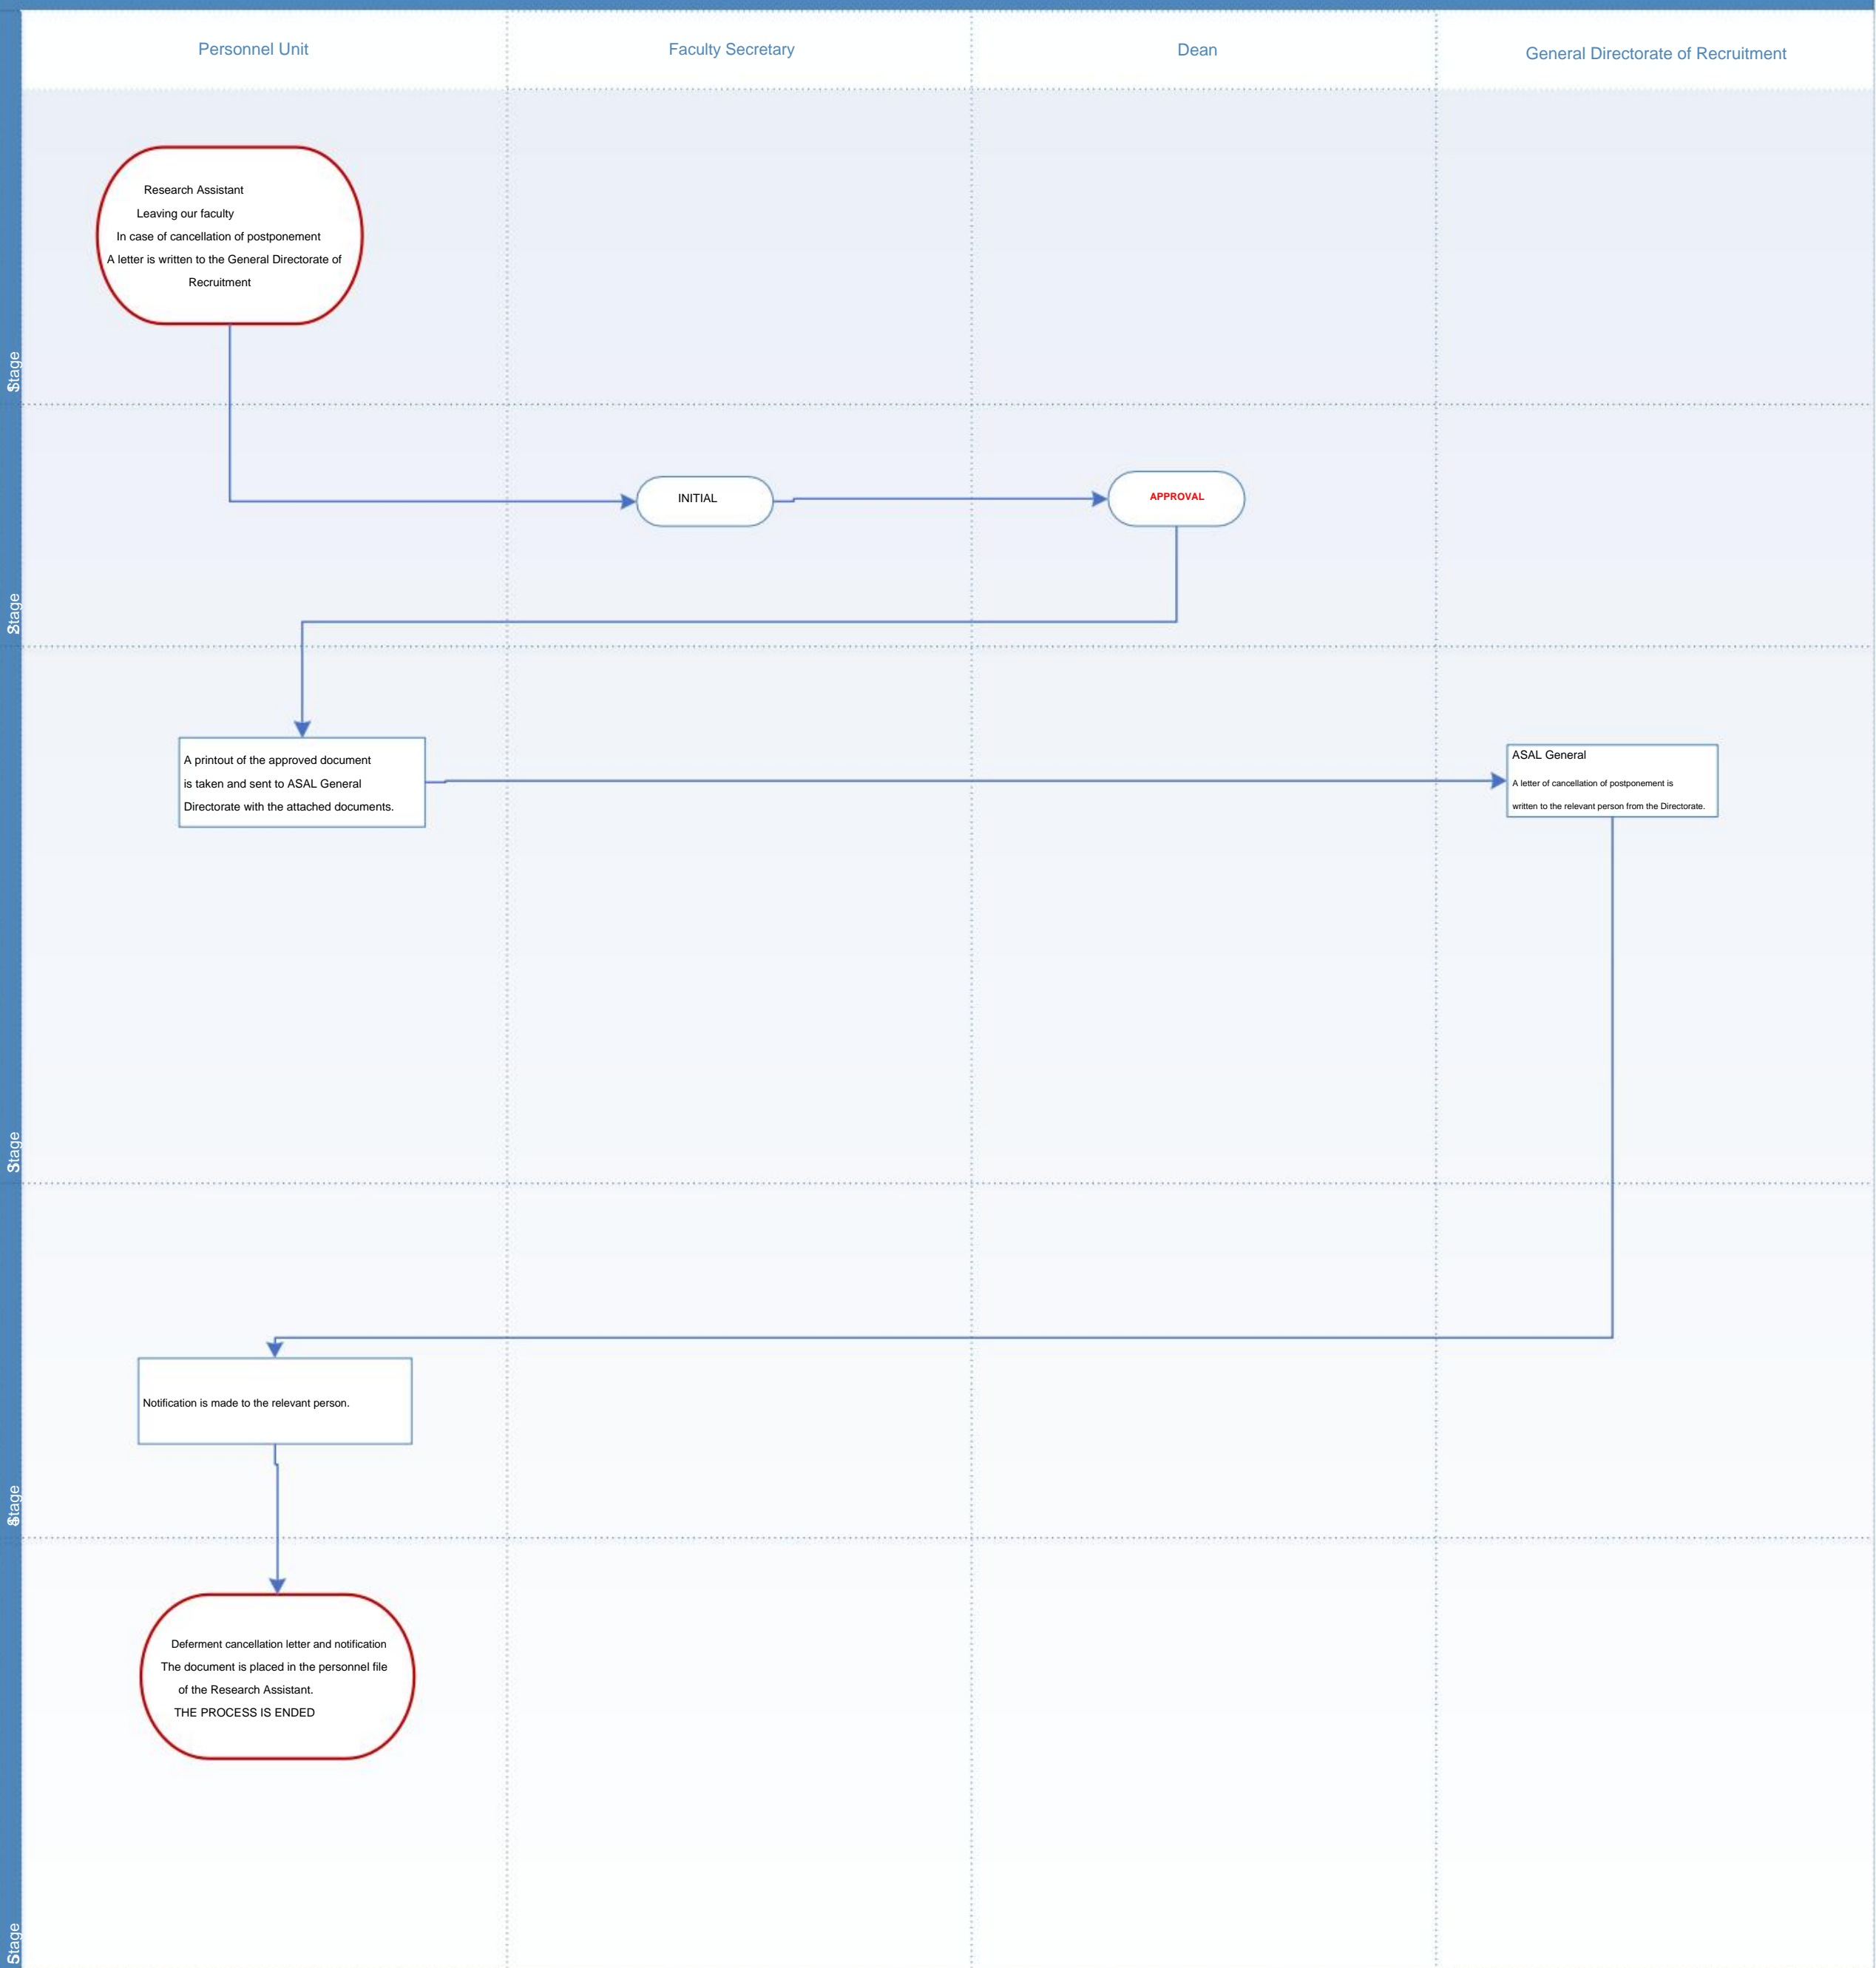 Personnel Unit
Faculty Secretary
Dean
General Directorate of Recruitment
Research Assistant
Leaving our faculty
In case of cancellation of postponement
A letter is written to the General Directorate of
Recruitment
Stage
INITIAL
APPROVAL
Stage
A printout of the approved document
is taken and sent to ASAL General
Directorate with the attached documents.
ASAL General
A letter of cancellation of postponement is
written to the relevant person from the Directorate.
Stage
Notification is made to the relevant person.
Stage
Deferment cancellation letter and notification
The document is placed in the personnel file
of the Research Assistant.
THE PROCESS IS ENDED
Stage